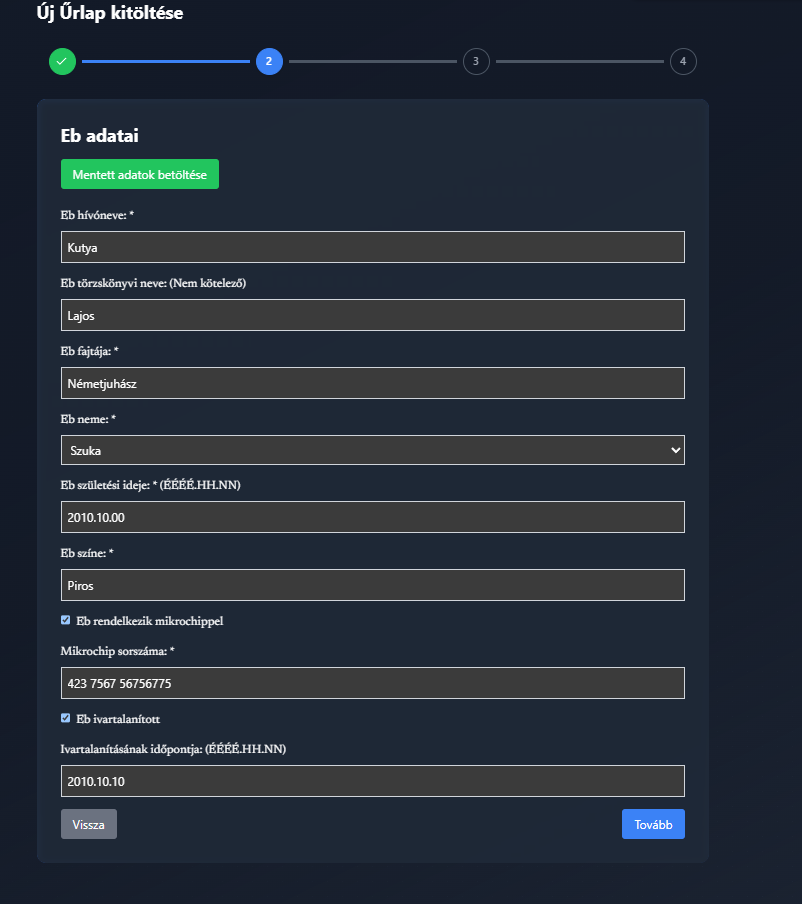 Új Űrlap kitöltése
2
3
4
Eb adatai
Mentett adatok betöltése
Eb hívóneve: *
Kutya
Eb törzskönyvi neve: (Nem kötelező)
Lajos
Eb fajtája: *
Németjuhász
Eb neme: *
Szuka
Eb születési ideje: * (ÉÉÉÉ.HH.NN)
2010.10.00
Eb színe: *
Piros
Eb rendelkezik mikrochippel
Mikrochip sorszáma: *
423 7567 56756775
Eb ivartalanított
Ivartalanításának időpontja: (ÉÉÉÉ.HH.NN)
2010.10.10
Vissza
Tovább